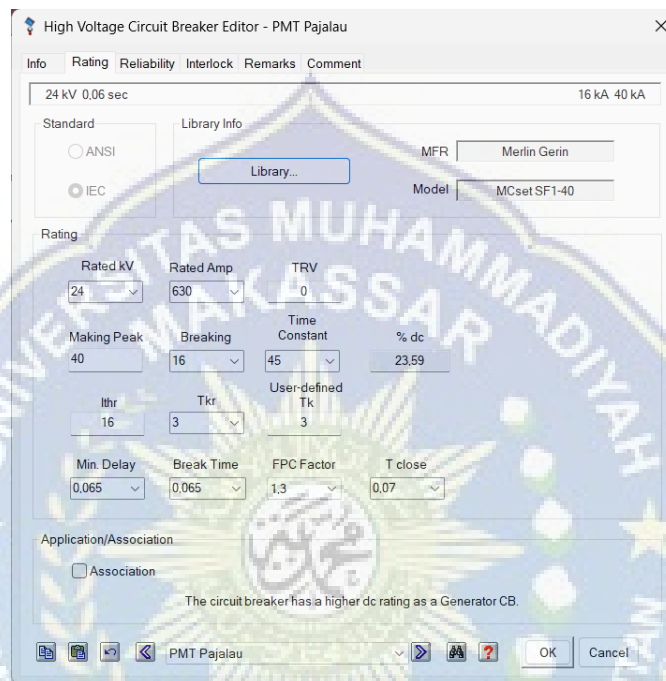 High Voltage Circuit Breaker Editor - PMT Pajalau
Info Rating Reliability Interlock Remarks Comment
24 kV 0,06 sec 16 kA 40 kA
Standard Library Info
ANSI
IEC
Library...
MFR Merlin Gerin
Model MCset SF1-40
Rating
Rated kV Rated Amp TRV
24 630 0
Making Peak Breaking Time Constant % dc
40 16 45 23,59
Ithr Tkr User-defined Tk
16 3 3
Min. Delay Break Time FPC Factor T close
0,065 0,065 1,3 0,07
Application/Association
Association
The circuit breaker has a higher dc rating as a Generator CB.
PMT Pajalau
OK Cancel
UNIVERSITAS MUHAMMADIYAH
MAKASSAR